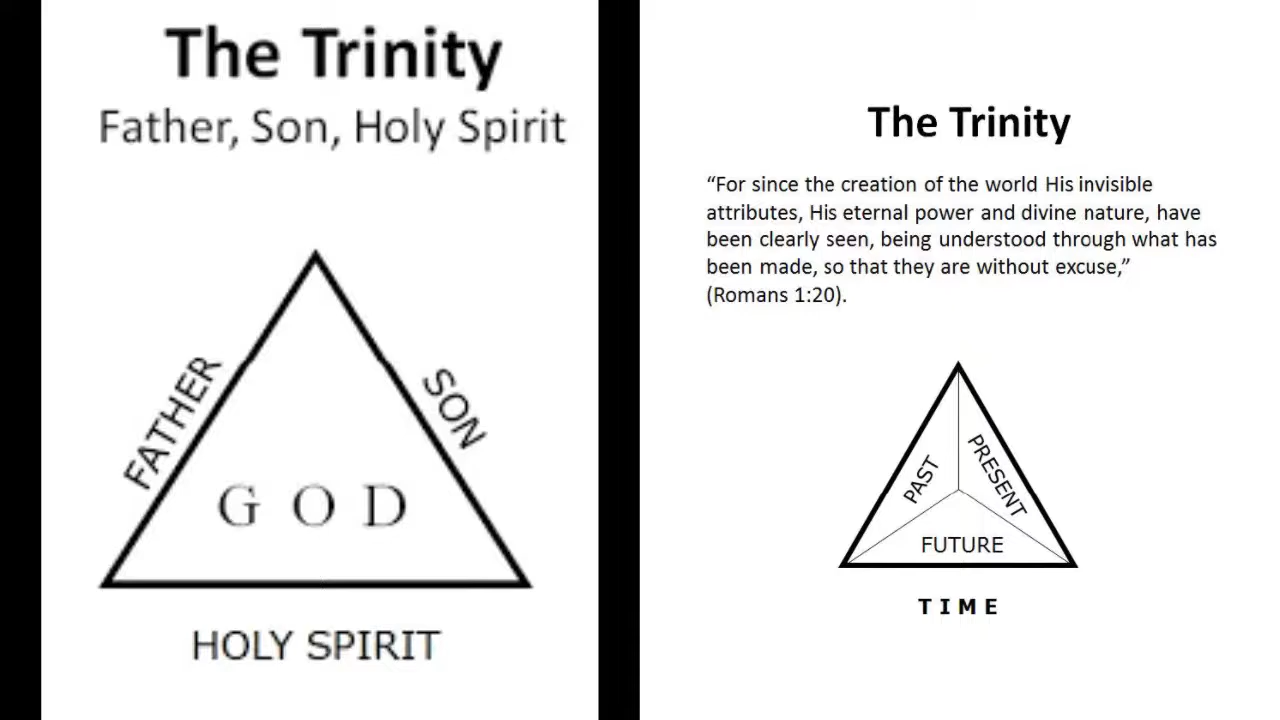 The Trinity
Father, Son, Holy Spirit
FATHER
SON
G O D
HOLY SPIRIT
The Trinity
“For since the creation of the world His invisible
attributes, His eternal power and divine nature, have
been clearly seen, being understood through what has
been made, so that they are without excuse,”
(Romans 1:20).
PAST
PRESENT
FUTURE
T I M E